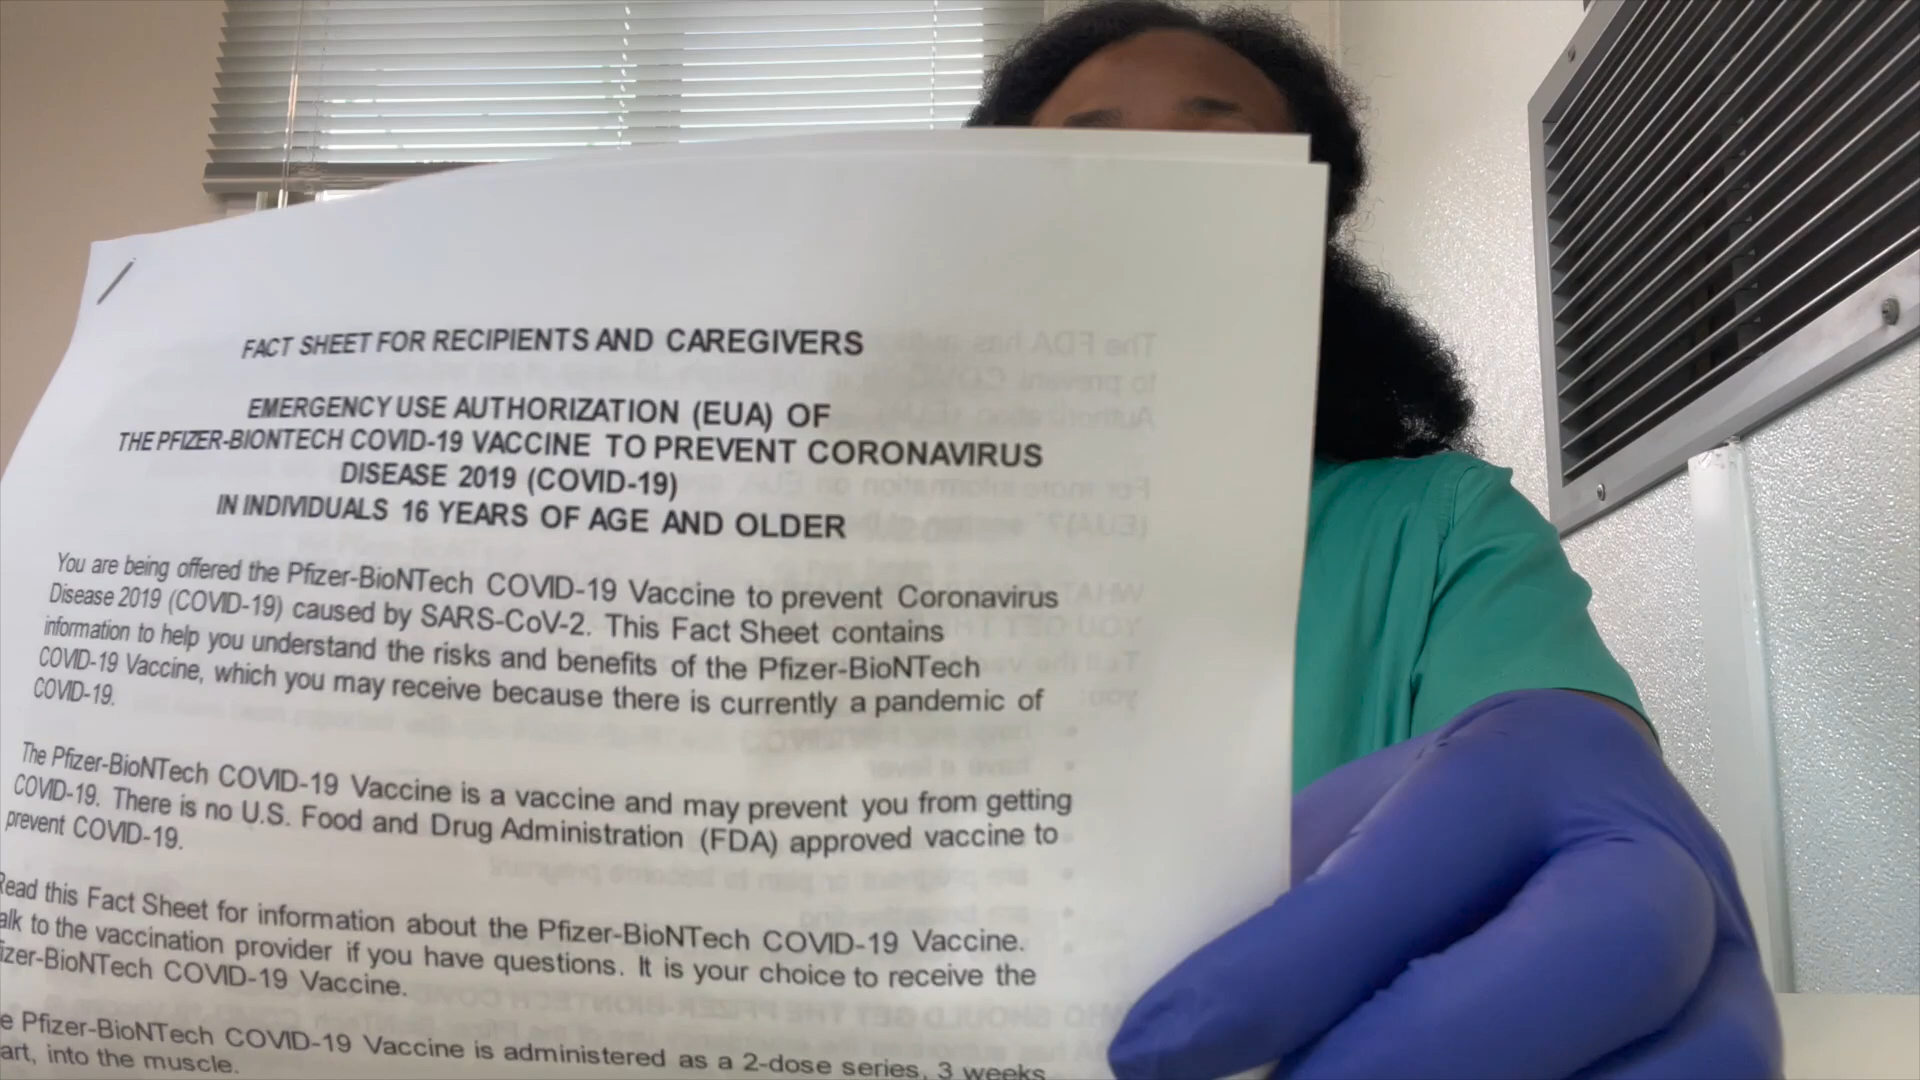 FACT SHEET FOR RECIPIENTS AND CAREGIVERS
EMERGENCY USE AUTHORIZATION (EUA) OF
THE PFIZER-BIONTECH COVID-19 VACCINE TO PREVENT CORONAVIRUS
DISEASE 2019 (COVID-19)
IN INDIVIDUALS 16 YEARS OF AGE AND OLDER
You are being offered the Pfizer-BioNTech COVID-19 Vaccine to prevent Coronavirus
Disease 2019 (COVID-19) caused by SARS-CoV-2. This Fact Sheet contains
information to help you understand the risks and benefits of the Pfizer-BioNTech
COVID-19 Vaccine, which you may receive because there is currently a pandemic of
COVID-19.
The Pfizer-BioNTech COVID-19 Vaccine is a vaccine and may prevent you from getting
COVID-19. There is no U.S. Food and Drug Administration (FDA) approved vaccine to
prevent COVID-19.
Read this Fact Sheet for information about the Pfizer-BioNTech COVID-19 Vaccine.
alk to the vaccination provider if you have questions. It is your choice to receive the
izer-BioNTech COVID-19 Vaccine.
e Pfizer-BioNTech COVID-19 Vaccine is administered as a 2-dose series, 3 weeks
art, into the muscle.